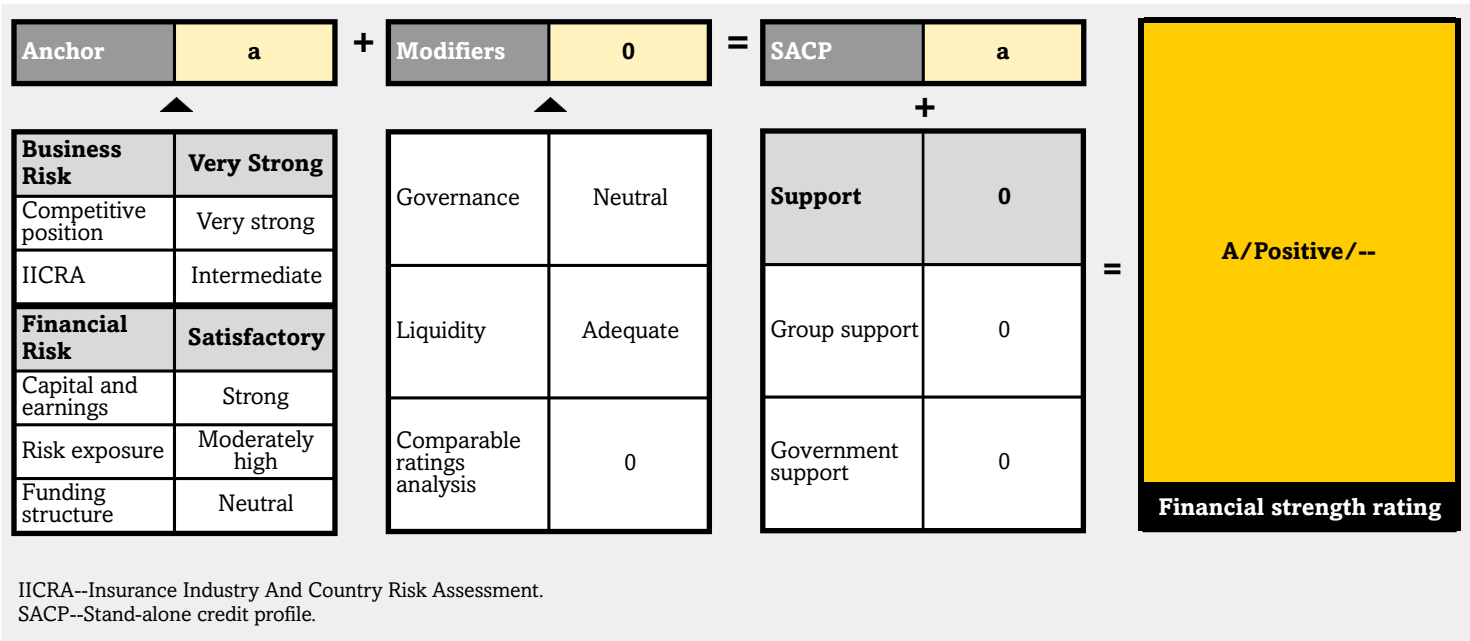 Anchor a + Modifiers 0 = SACP a
+
Business
Risk
Very Strong
Competitive
position
Very strong
IICRA Intermediate
Financial
Risk
Satisfactory
Capital and
earnings
Strong
Risk exposure
Moderately
high
Funding
structure
Neutral
Governance Neutral
Liquidity Adequate
Comparable
ratings
analysis
0
Support 0
Group support 0
Government
support
0
=
A/Positive/--
Financial strength rating
IICRA--Insurance Industry And Country Risk Assessment.
SACP--Stand-alone credit profile.